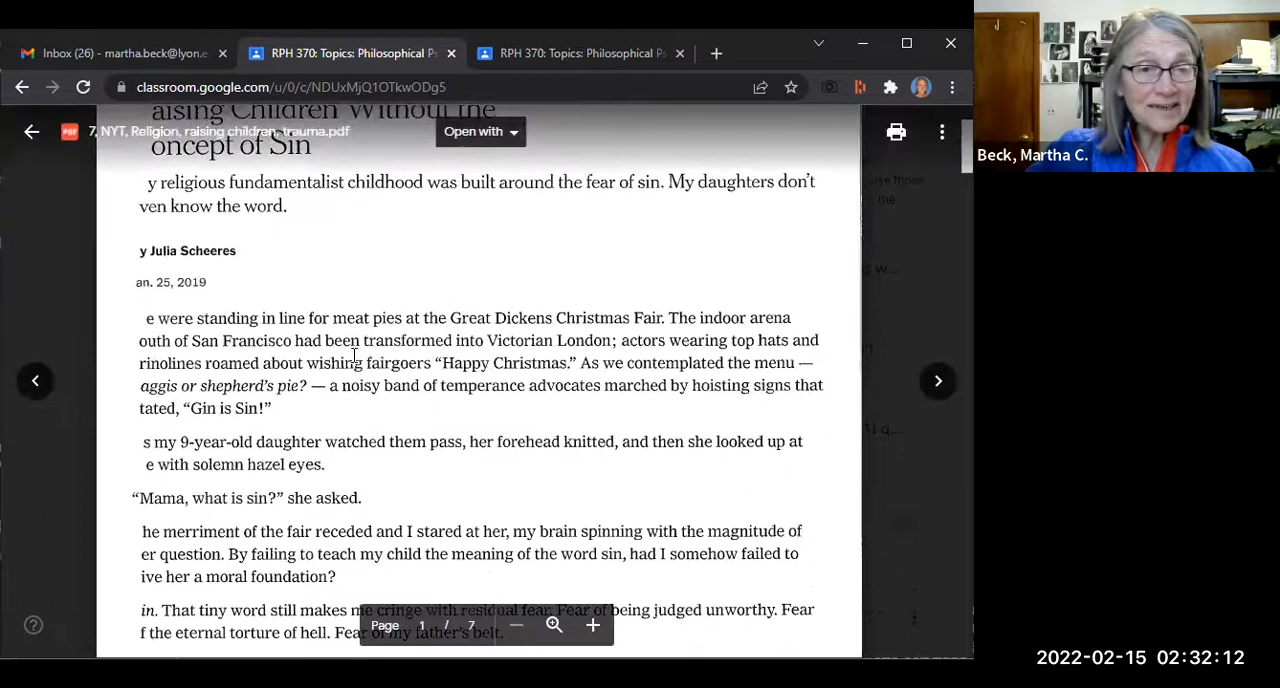 Inbox (26) - martha.beck@lyon.e
RPH 370: Topics: Philosophical Ps
RPH 370: Topics: Philosophical Ps
classroom.google.com/u/0/c/NDUxMjQ1OTkwODg5
aising Children Without the
7, NYT, Religion. raising children, trauma.pdf
Open with
oncept of Sin
y religious fundamentalist childhood was built around the fear of sin. My daughters don't
ven know the word.
y Julia Scheeres
an. 25, 2019
e were standing in line for meat pies at the Great Dickens Christmas Fair. The indoor arena
outh of San Francisco had been transformed into Victorian London; actors wearing top hats and
rinolines roamed about wishing fairgoers “Happy Christmas.” As we contemplated the menu —
aggis or shepherd's pie? — a noisy band of temperance advocates marched by hoisting signs that
tated, “Gin is Sin!”
s my 9-year-old daughter watched them pass, her forehead knitted, and then she looked up at
e with solemn hazel eyes.
“Mama, what is sin?” she asked.
he merriment of the fair receded and I stared at her, my brain spinning with the magnitude of
er question. By failing to teach my child the meaning of the word sin, had I somehow failed to
ive her a moral foundation?
in. That tiny word still makes me cringe with residual fear. Fear of being judged unworthy. Fear
f the eternal torture of hell. Fear of my father's belt.
Page 1 / 7
Beck, Martha C.
2022-02-15 02:32:12